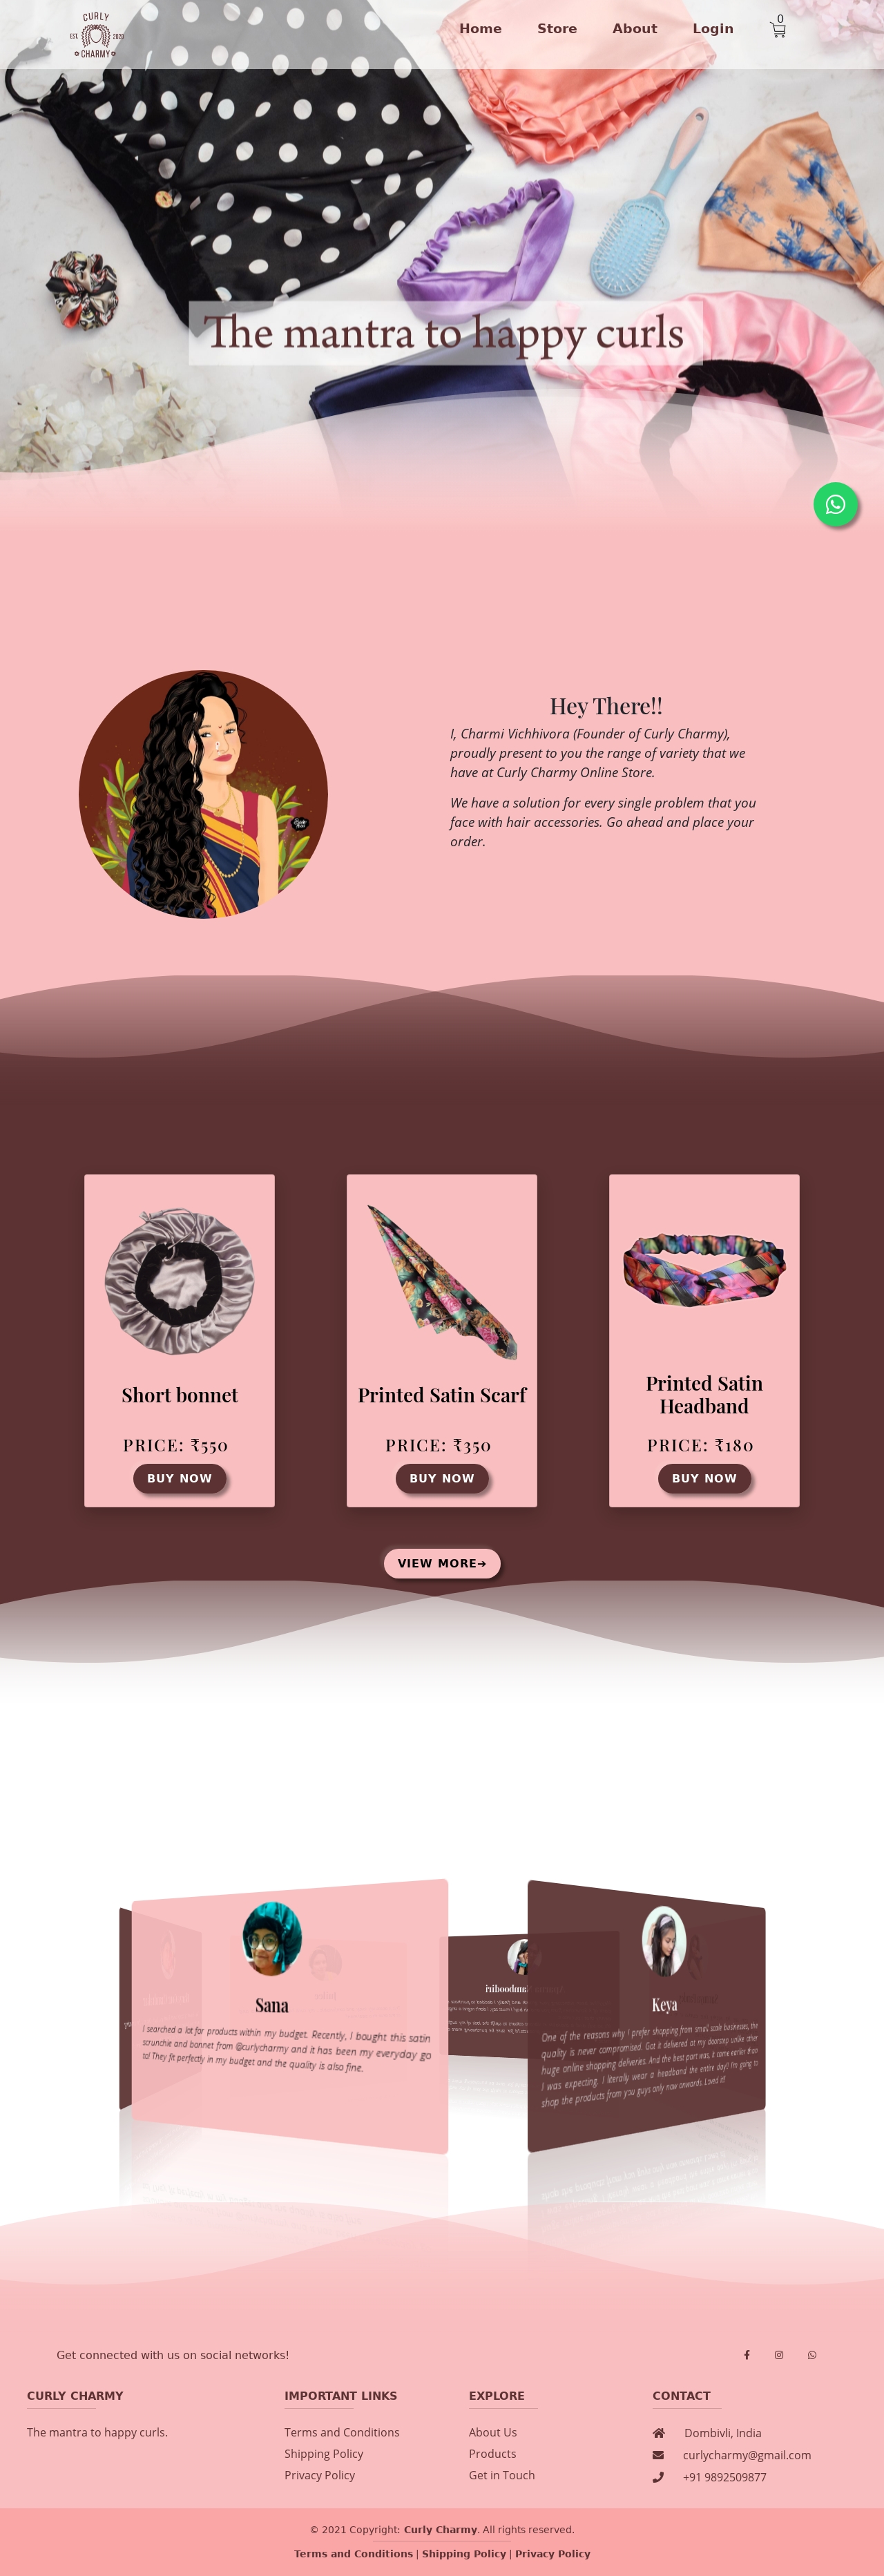 CURLY
EST. 2020
CHARMY
Home Store About Login 0
The mantra to happy curls
Hey There!!
I, Charmi Vichhivora (Founder of Curly Charmy),
proudly present to you the range of variety that we
have at Curly Charmy Online Store.
We have a solution for every single problem that you
face with hair accessories. Go ahead and place your
order.
Short bonnet
PRICE: ₹550
BUY NOW
Printed Satin Scarf
PRICE: ₹350
BUY NOW
Printed Satin
Headband
PRICE: ₹180
BUY NOW
VIEW MORE➔
Sana
I searched a lot for products within my budget. Recently, I bought this satin
scrunchie and bonnet from @curlycharmy and it has been my everyday go
to! They fit perfectly in my budget and the quality is also fine.
Keya
One of the reasons why I prefer shopping from small scale businesses, the
quality is never compromised. Got it delivered at my doorstep unlike other
huge online shopping deliveries. And the best part was, it came earlier than
I was expecting. I literally wear a headband the entire day! I'm going to
shop the products from you guys only now onwards. Loved it!
Get connected with us on social networks!
CURLY CHARMY
The mantra to happy curls.
IMPORTANT LINKS
Terms and Conditions
Shipping Policy
Privacy Policy
EXPLORE
About Us
Products
Get in Touch
CONTACT
Dombivli, India
curlycharmy@gmail.com
+91 9892509877
© 2021 Copyright: Curly Charmy. All rights reserved.
Terms and Conditions | Shipping Policy | Privacy Policy